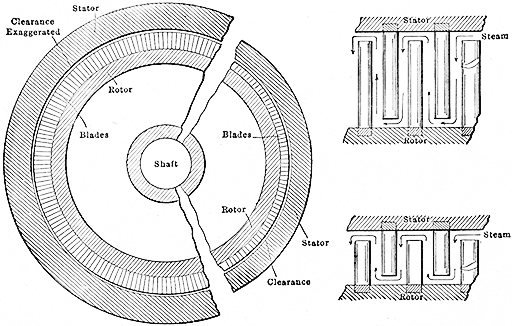 Stator
Clearance
Exaggerated
Rotor
Blades
Shaft
Blades
Rotor
Stator
Clearance
Stator
Steam
Rotor
Stator
Steam
Rotor